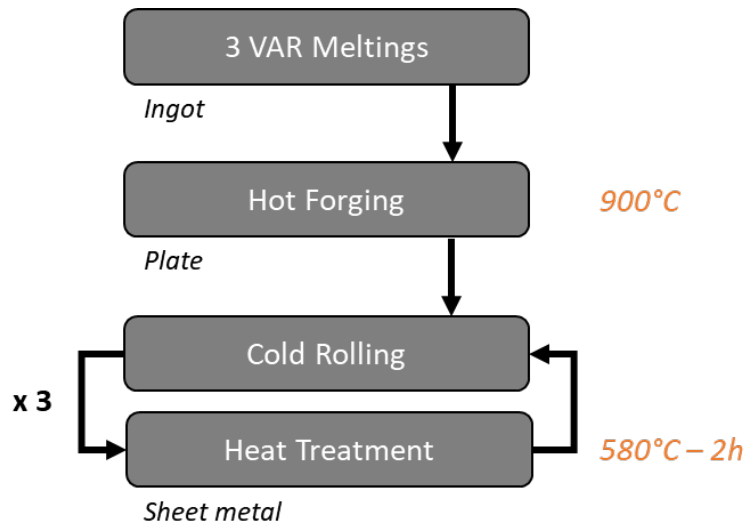 3 VAR Meltings
Ingot
Hot Forging
900°C
Plate
Cold Rolling
x 3
Heat Treatment
580°C – 2h
Sheet metal